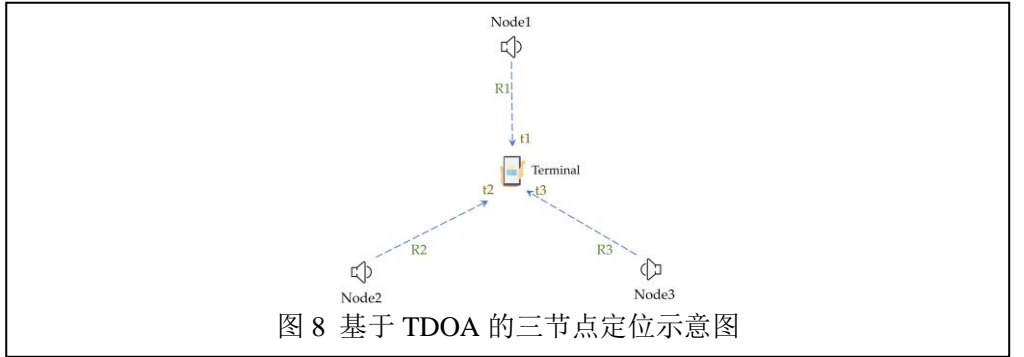 Node1
R1
t1
Terminal
t2
t3
R2
R3
Node2
Node3
图 8 基于 TDOA 的三节点定位示意图